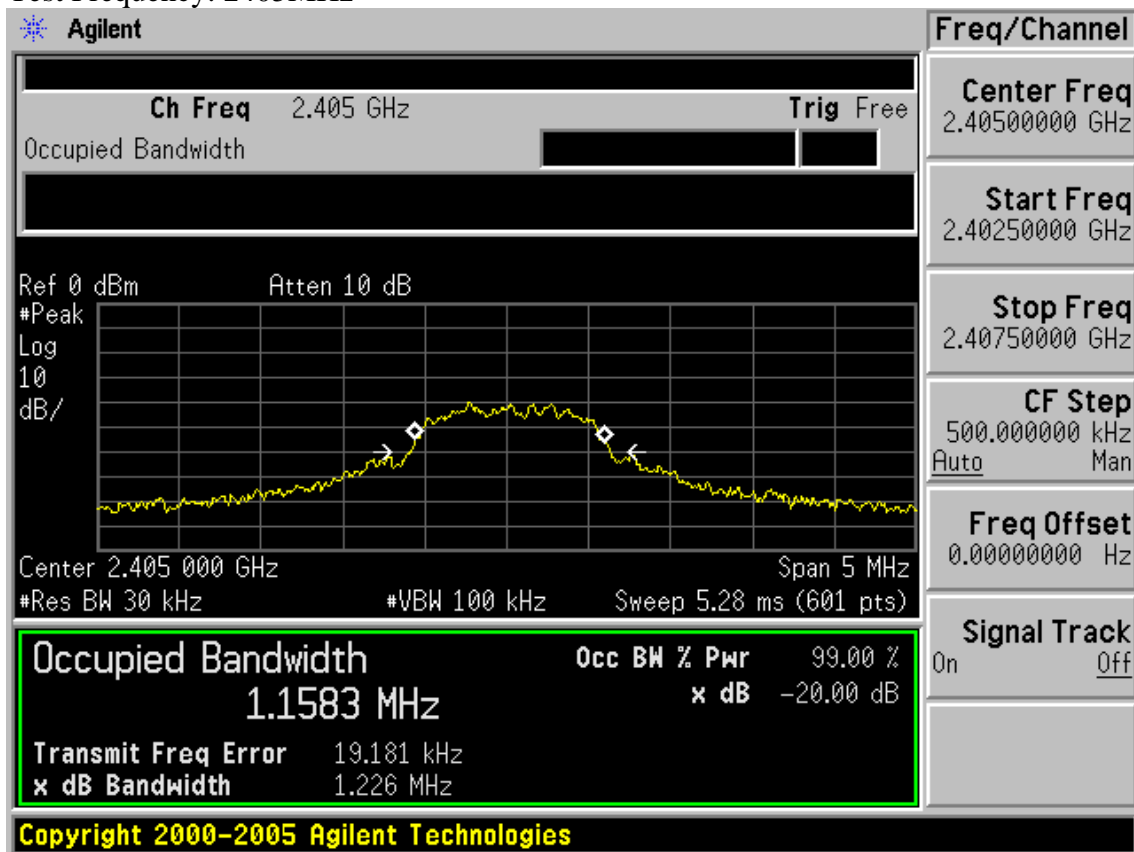 Test Frequency: 2405MHz
Agilent
Freq/Channel
Ch Freq 2.405 GHz Trig Free
Occupied Bandwidth
Center Freq
2.40500000 GHz
Start Freq
2.40250000 GHz
Stop Freq
2.40750000 GHz
CF Step
500.000000 kHz
Auto Man
Freq Offset
0.00000000 Hz
Signal Track
On Off
Ref 0 dBm Atten 10 dB
#Peak
Log
10
dB/
Center 2.405 000 GHz Span 5 MHz
#Res BW 30 kHz #VBW 100 kHz Sweep 5.28 ms (601 pts)
Occupied Bandwidth
1.1583 MHz
Occ BW % Pwr 99.00 %
x dB -20.00 dB
Transmit Freq Error 19.181 kHz
x dB Bandwidth 1.226 MHz
Copyright 2000-2005 Agilent Technologies